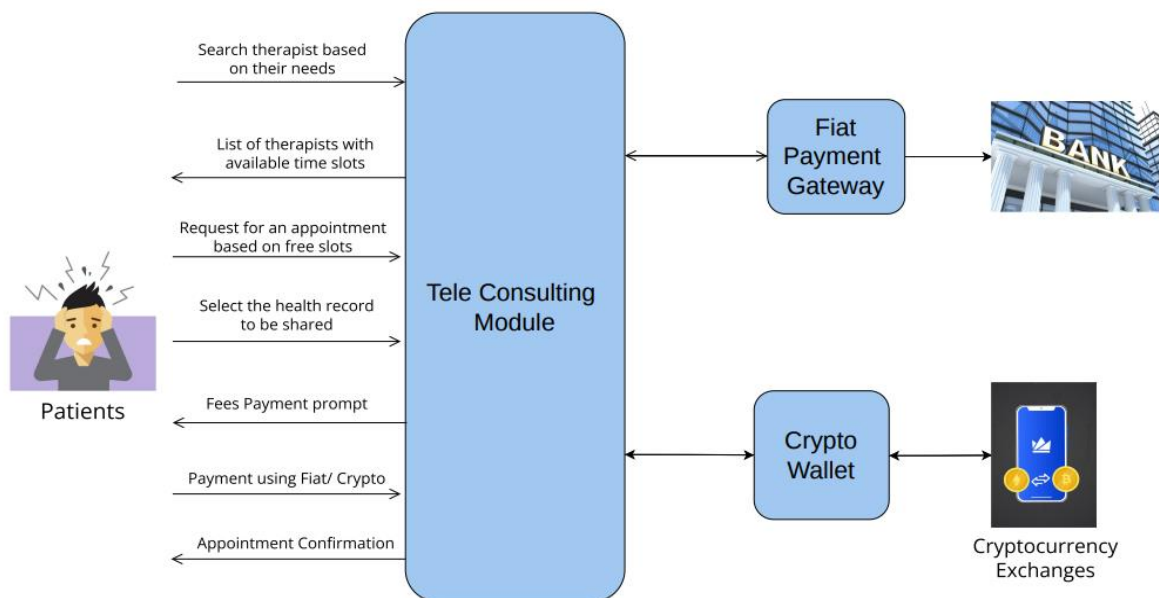 Search therapist based
on their needs
List of therapists with
available time slots
Request for an appointment
based on free slots
Select the health record
to be shared
Fees Payment prompt
Payment using Fiat/ Crypto
Appointment Confirmation
Patients
Tele Consulting
Module
Fiat
Payment
Gateway
BANK
Crypto
Wallet
Cryptocurrency
Exchanges